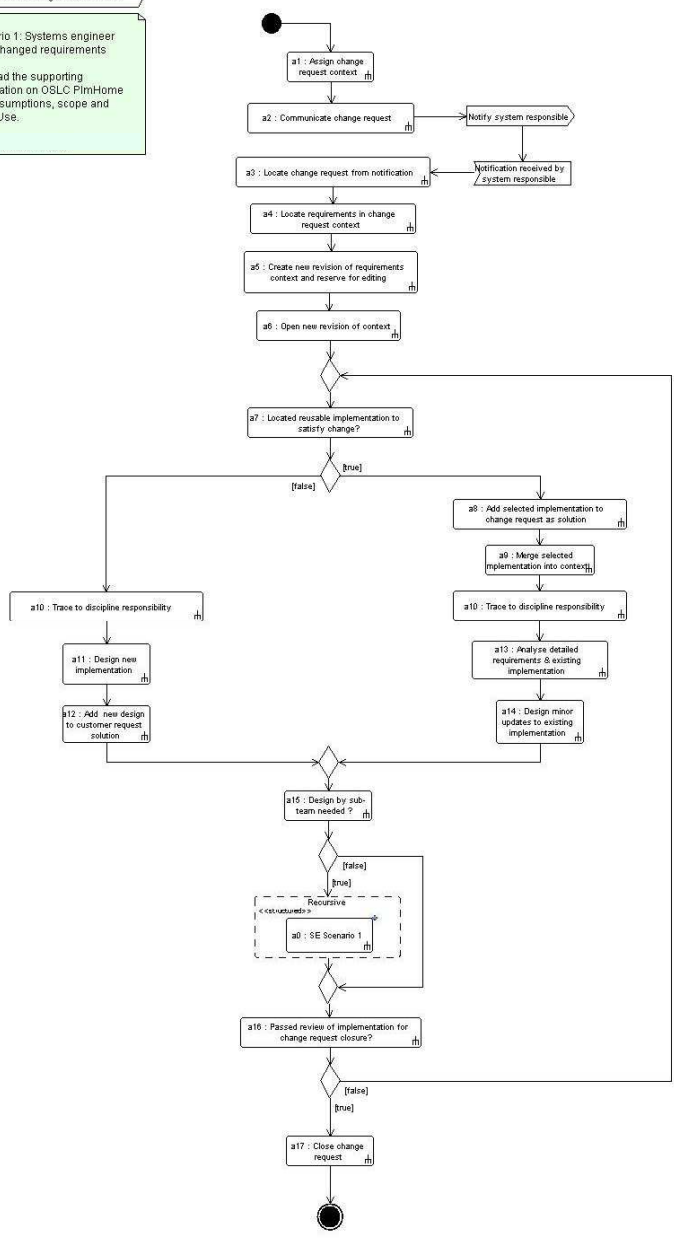 rio 1: Systems engineer
hanged requirements
ad the supporting
ation on OSLC PlmHome
sumptions, scope and
Use.
a1 : Assign change
request context
a2 : Communicate change request
Notify system responsible
Notification received by
system responsible
a3 : Locate change request from notification
a4 : Locate requirements in change
request context
a5 : Create new revision of requirements
context and reserve for editing
a6 : Open new revision of context
a7 : Located reusable implementation to
satisfy change?
[true]
[false]
a8 : Add selected implementation to
change request as solution
a9 : Merge selected
mplementation into context
a10 : Trace to discipline responsibility
a10 : Trace to discipline responsibility
a11 : Design new
implementation
a13 : Analyse detailed
requirements & existing
implementation
a12 : Add new design
to customer request
solution
a14 : Design minor
updates to existing
implementation
a15 : Design by sub-
team needed ?
[false]
[true]
Recursive
<<structured>>
a0 : SE Scenario 1
a16 : Passed review of implementation for
change request closure?
[false]
[true]
a17 : Close change
request